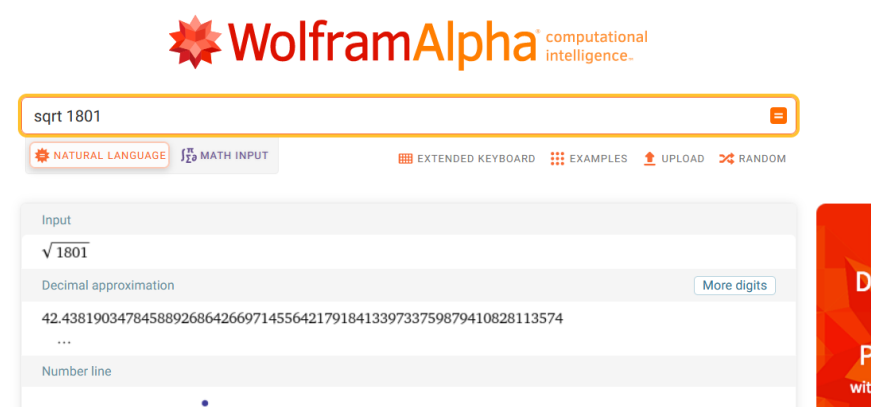 WolframAlpha computational intelligence
sqrt 1801
NATURAL LANGUAGE MATH INPUT EXTENDED KEYBOARD EXAMPLES UPLOAD RANDOM
Input
√1801
Decimal approximation More digits
42.438190347845889268642669714556421791841339733759879410828113574
...
Number line